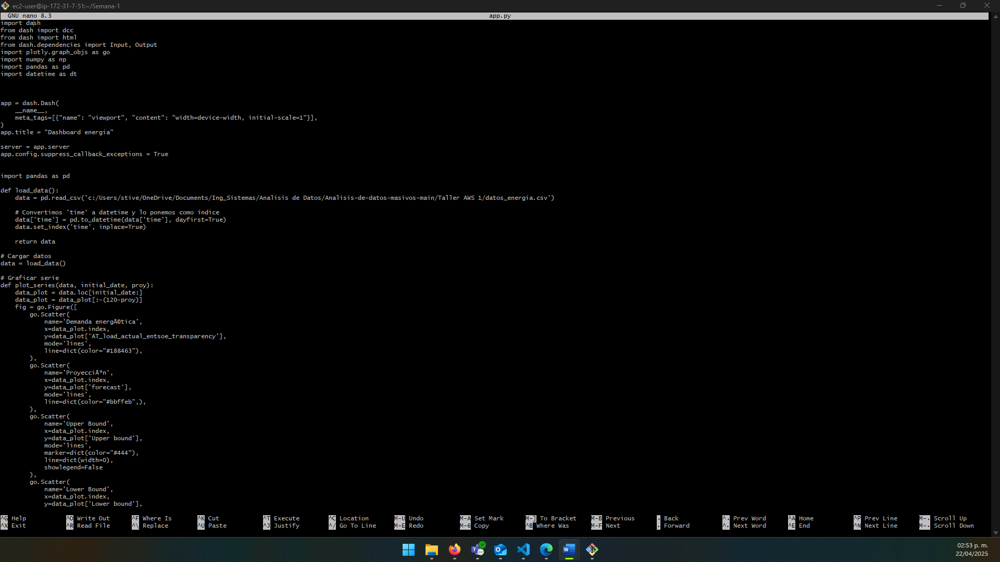 ec2-user@ip-172-31-7-51:~/Semana-1
GNU nano 8.3 app.py
import dash
from dash import dcc
from dash import html
from dash.dependencies import Input, Output
import plotly.graph_objs as go
import numpy as np
import pandas as pd
import datetime as dt
app = dash.Dash(
    __name__,
    meta_tags=[{"name": "viewport", "content": "width=device-width, initial-scale=1"}],
)
app.title = "Dashboard energia"
server = app.server
app.config.suppress_callback_exceptions = True
import pandas as pd
def load_data():
    data = pd.read_csv('c:/Users/stive/OneDrive/Documents/Ing_Sistemas/Analisis de Datos/Analisis-de-datos-masivos-main/Taller AWS 1/datos_energia.csv')
    # Convertimos 'time' a datetime y lo ponemos como índice
    data['time'] = pd.to_datetime(data['time'], dayfirst=True)
    data.set_index('time', inplace=True)
    return data
# Cargar datos
data = load_data()
# Graficar serie
def plot_series(data, initial_date, proy):
    data_plot = data.loc[initial_date:]
    data_plot = data_plot[:-(120-proy)]
    fig = go.Figure([
        go.Scatter(
            name='Demanda energÃ©tica',
            x=data_plot.index,
            y=data_plot['AT_load_actual_entsoe_transparency'],
            mode='lines',
            line=dict(color="#188463"),
        ),
        go.Scatter(
            name='ProyecciÃ³n',
            x=data_plot.index,
            y=data_plot['forecast'],
            mode='lines',
            line=dict(color="#bbffeb",),
        ),
        go.Scatter(
            name='Upper Bound',
            x=data_plot.index,
            y=data_plot['Upper bound'],
            mode='lines',
            marker=dict(color="#444"),
            line=dict(width=0),
            showlegend=False
        ),
        go.Scatter(
            name='Lower Bound',
            x=data_plot.index,
            y=data_plot['Lower bound'],
^G Help ^O Write Out ^F Where Is ^K Cut ^T Execute ^C Location M-U Undo M-A Set Mark M-] To Bracket M-B Previous Back Prev Word ^A Home ^P Prev Line Scroll Up
^X Exit ^R Read File ^\ Replace ^U Paste ^J Justify ^/ Go To Line M-E Redo M-6 Copy ^B Where Was M-F Next Forward Next Word ^E End ^N Next Line Scroll Down
02:53 p. m.
22/04/2025